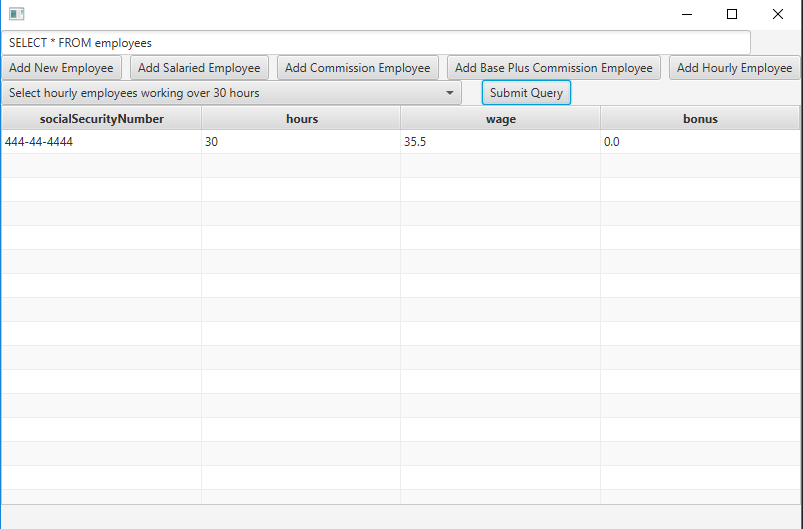 SELECT * FROM employees
Add New Employee Add Salaried Employee Add Commission Employee Add Base Plus Commission Employee Add Hourly Employee
Select hourly employees working over 30 hours Submit Query
socialSecurityNumber hours wage bonus
444-44-4444 30 35.5 0.0